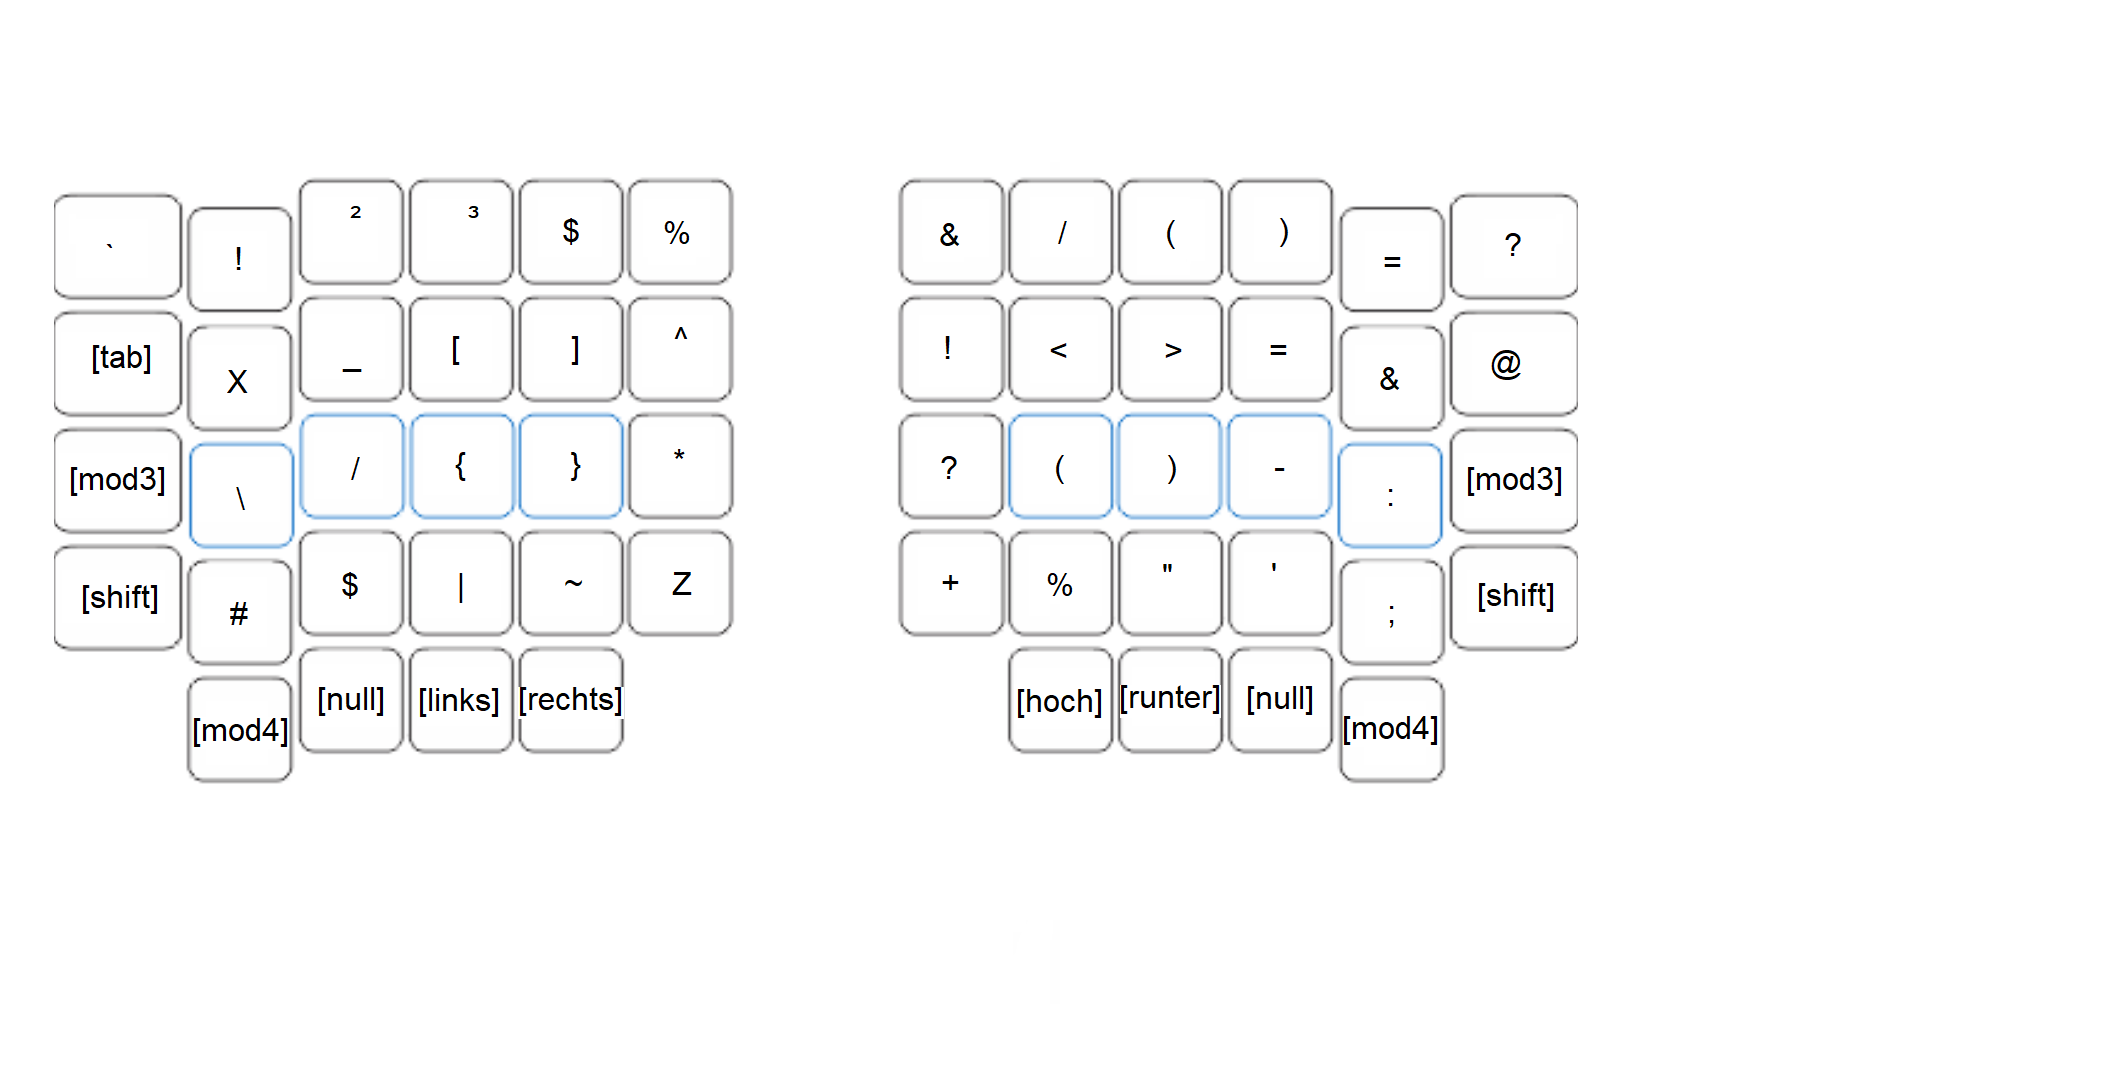 ` ! ² ³ $ % & / ( ) = ?
[tab] X _ [ ] ^ ! < > = & @
[mod3] \ / { } * ? ( ) - : [mod3]
[shift] # $ | ~ Z + % " ' ; [shift]
[mod4] [null] [links] [rechts] [hoch] [runter] [null] [mod4]